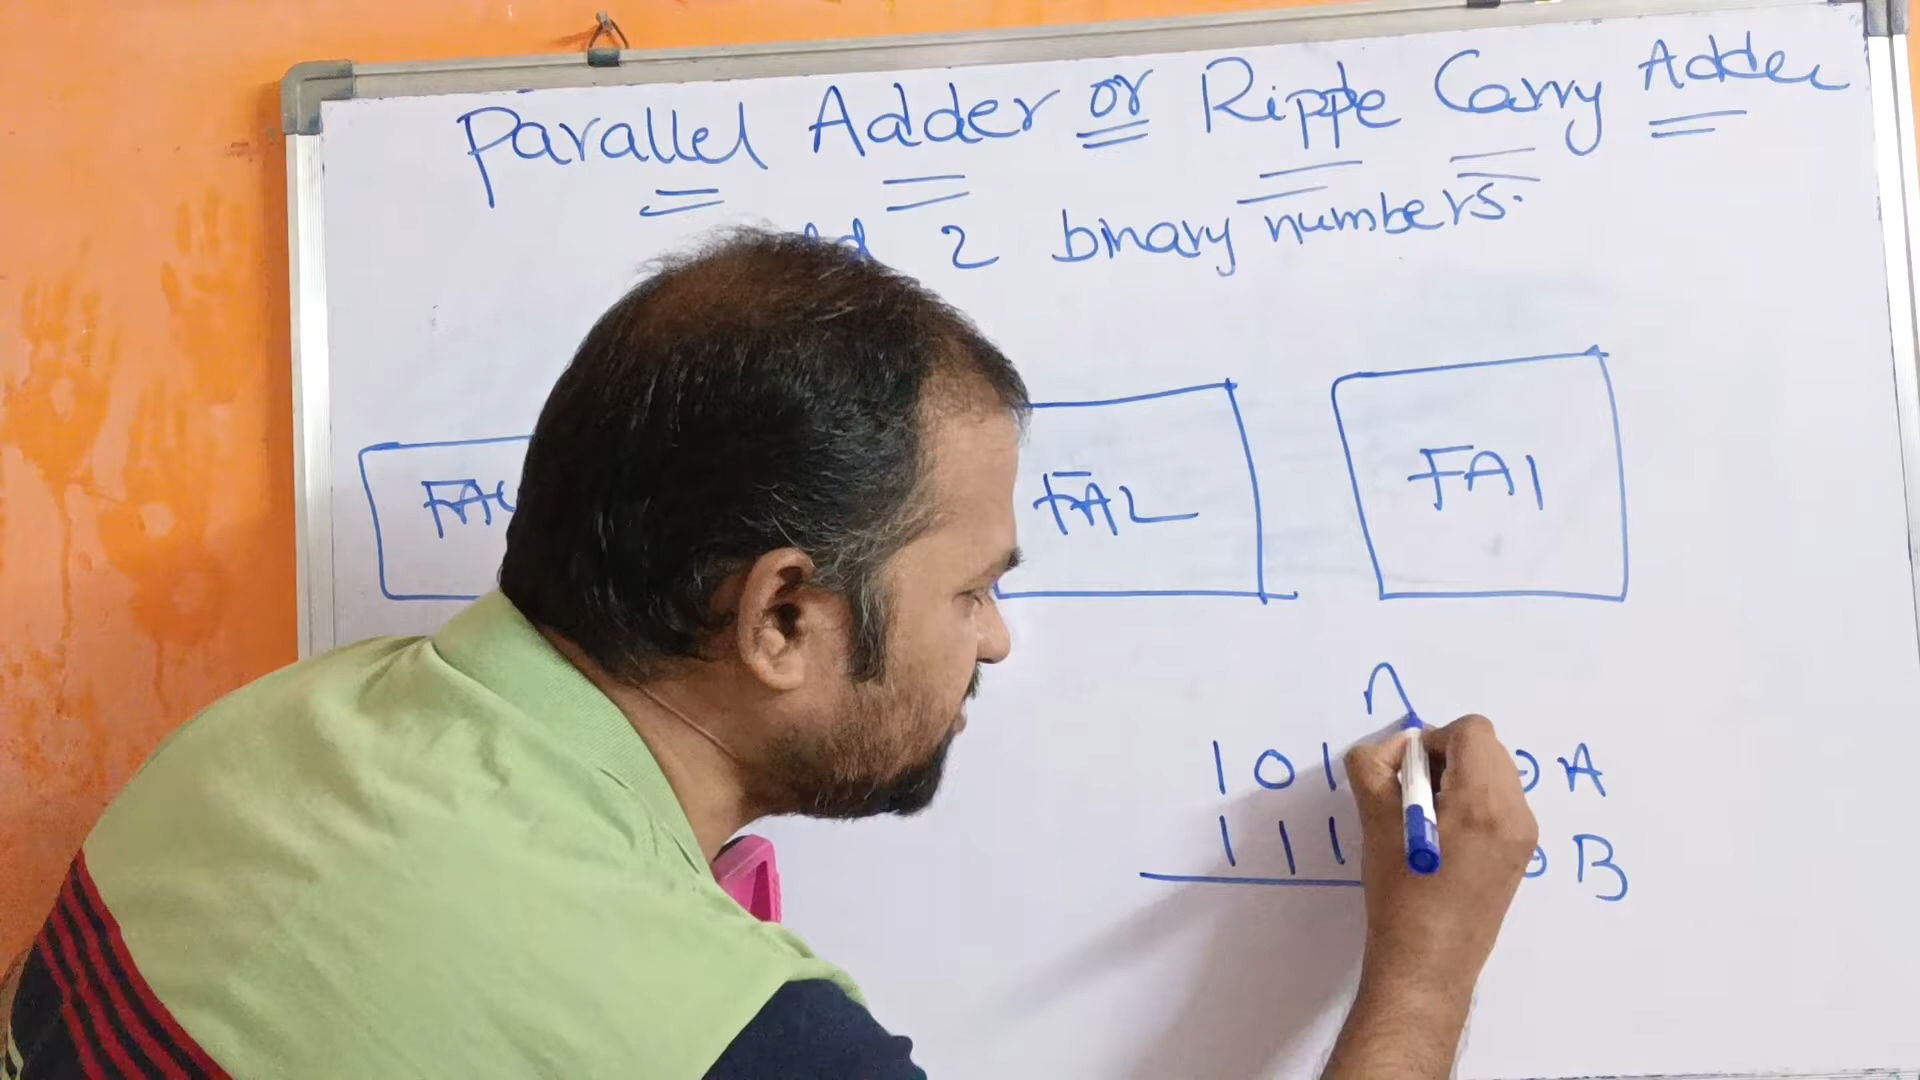 Parallel Adder or Ripple Carry Adder
2 binary numbers.
FA2 FA1
1 0 1 A
1 1 1 B